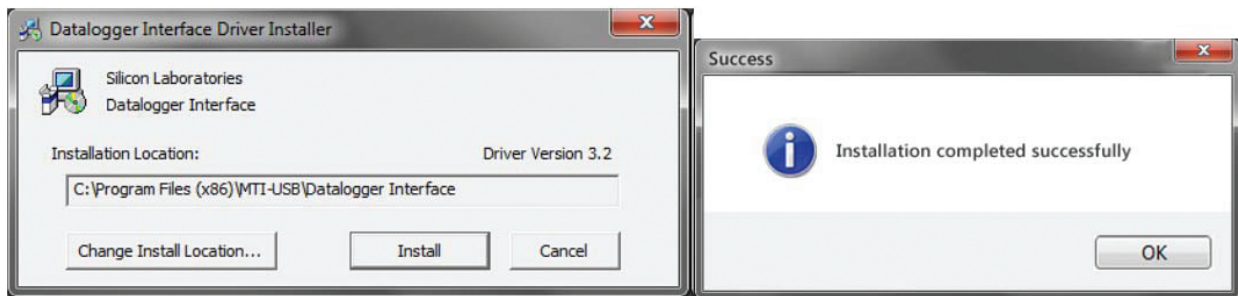 Datalogger Interface Driver Installer
Silicon Laboratories
Datalogger Interface
Installation Location:
Driver Version 3.2
C:\Program Files (x86)\MTI-USB\Datalogger Interface
Change Install Location...
Install
Cancel
Success
Installation completed successfully
OK